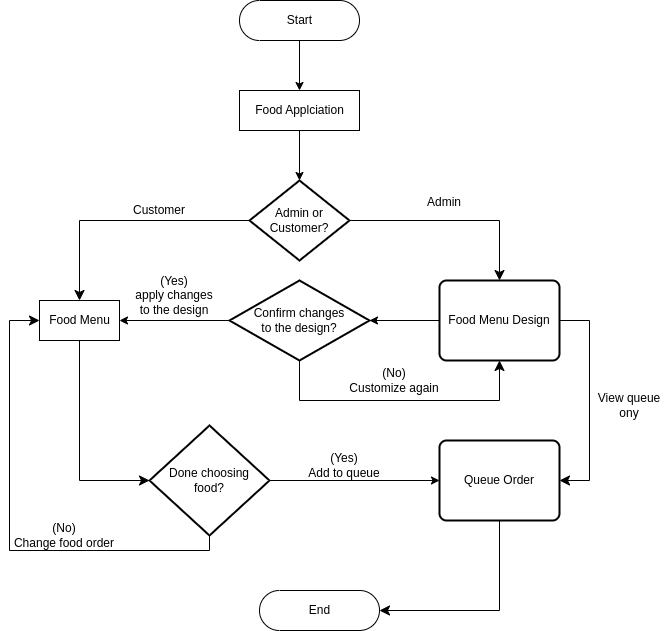 Start
Food Applciation
Admin or
Customer?
Customer
Admin
(Yes)
apply changes
to the design
Food Menu
Confirm changes
to the design?
Food Menu Design
(No)
Customize again
View queue
ony
Done choosing
food?
(Yes)
Add to queue
Queue Order
(No)
Change food order
End